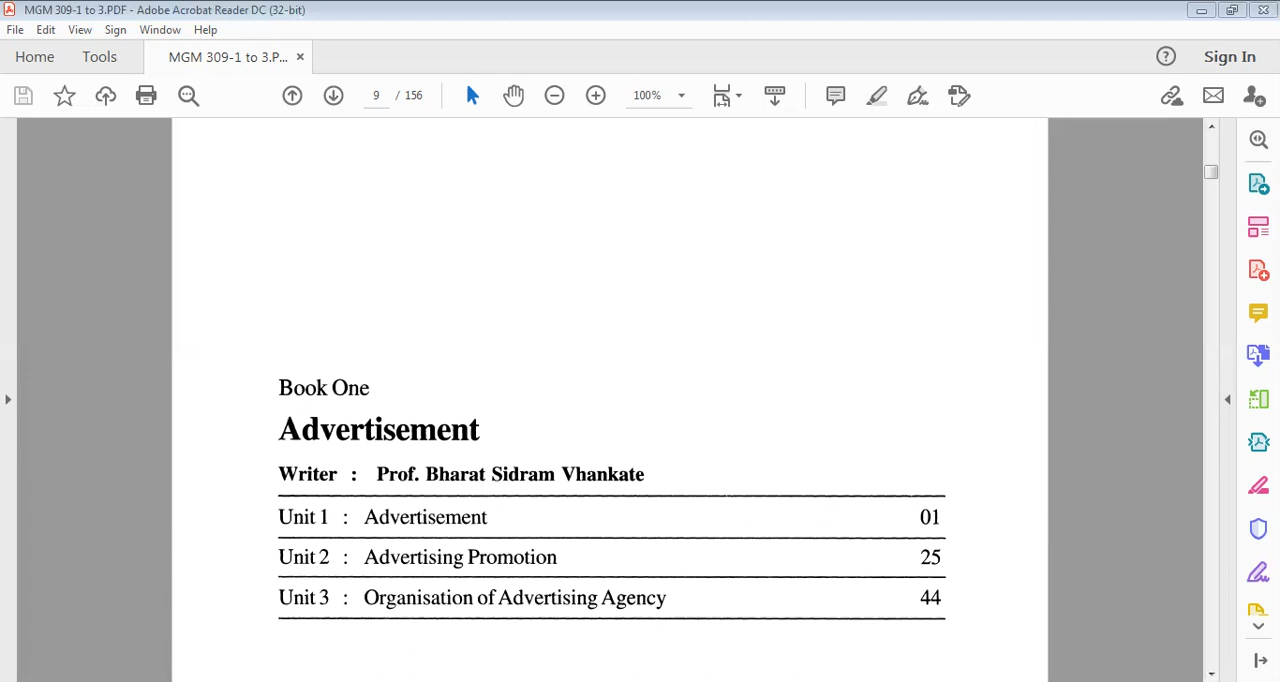 MGM 309-1 to 3.PDF - Adobe Acrobat Reader DC (32-bit)
File Edit View Sign Window Help
Home Tools MGM 309-1 to 3.P... × Sign In
9 / 156 100%
Book One
Advertisement
Writer : Prof. Bharat Sidram Vhankate
Unit 1 : Advertisement 01
Unit 2 : Advertising Promotion 25
Unit 3 : Organisation of Advertising Agency 44